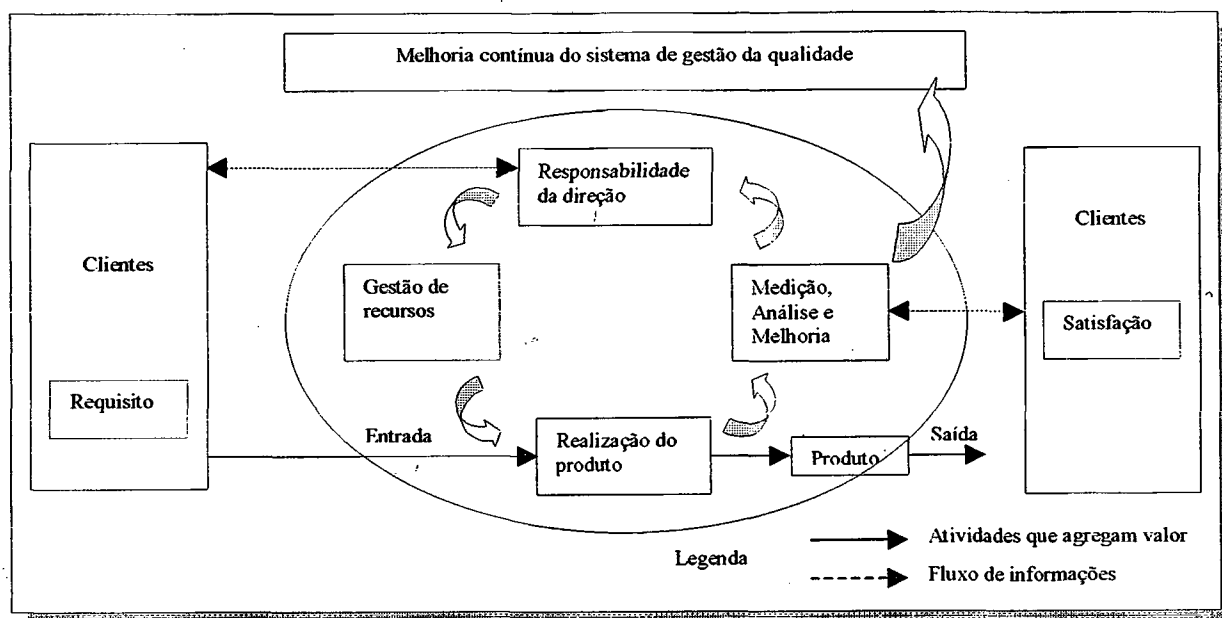 Melhoria contínua do sistema de gestão da qualidade
Responsabilidade
da direção
Clientes
Requisito
Gestão de
recursos
Medição,
Análise e
Melhoria
Clientes
Satisfação
Entrada
Realização do
produto
Produto
Saída
Legenda
Atividades que agregam valor
Fluxo de informações